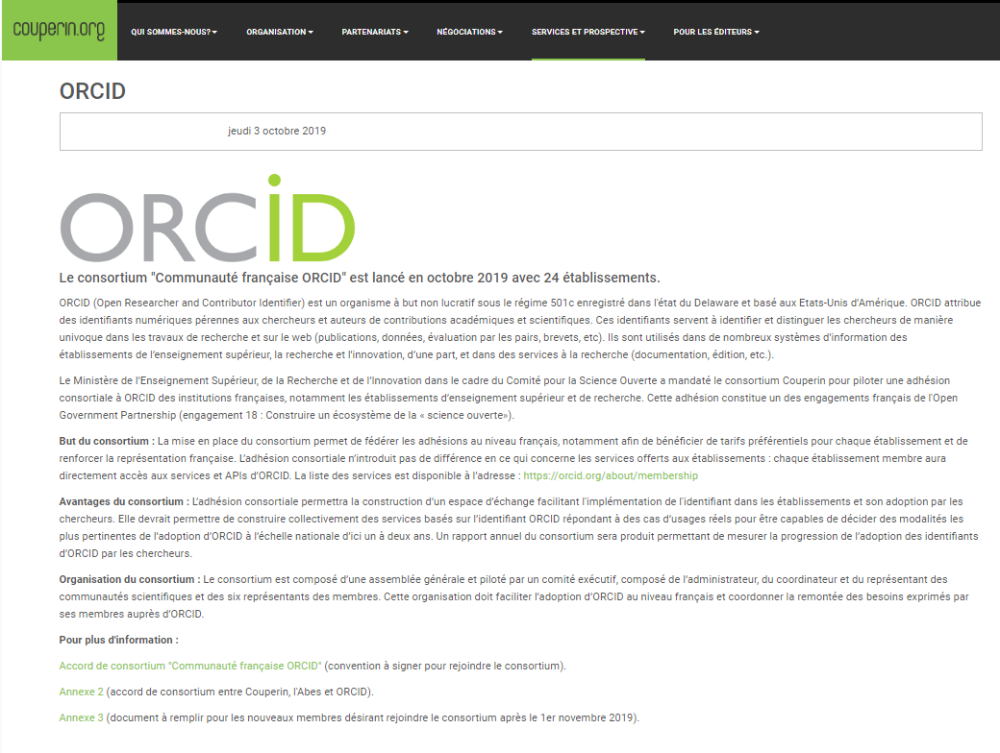 couperin.org
QUI SOMMES-NOUS?
ORGANISATION
PARTENARIATS
NÉGOCIATIONS
SERVICES ET PROSPECTIVE
POUR LES ÉDITEURS
ORCID
jeudi 3 octobre 2019
ORCiD
Le consortium "Communauté française ORCID" est lancé en octobre 2019 avec 24 établissements.
ORCID (Open Researcher and Contributor Identifier) est un organisme à but non lucratif sous le régime 501c enregistré dans l'état du Delaware et basé aux Etats-Unis d’Amérique. ORCID attribue
des identifiants numériques pérennes aux chercheurs et auteurs de contributions académiques et scientifiques. Ces identifiants servent à identifier et distinguer les chercheurs de manière
univoque dans les travaux de recherche et sur le web (publications, données, évaluation par les pairs, brevets, etc). Ils sont utilisés dans de nombreux systèmes d’information des
établissements de l’enseignement supérieur, la recherche et l’innovation, d’une part, et dans des services à la recherche (documentation, édition, etc.).
Le Ministère de l’Enseignement Supérieur, de la Recherche et de l’Innovation dans le cadre du Comité pour la Science Ouverte a mandaté le consortium Couperin pour piloter une adhésion
consortiale à ORCID des institutions françaises, notamment les établissements d’enseignement supérieur et de recherche. Cette adhésion constitue un des engagements français de l'Open
Government Partnership (engagement 18 : Construire un écosystème de la « science ouverte»).
But du consortium : La mise en place du consortium permet de fédérer les adhésions au niveau français, notamment afin de bénéficier de tarifs préférentiels pour chaque établissement et de
renforcer la représentation française. L’adhésion consortiale n’introduit pas de différence en ce qui concerne les services offerts aux établissements : chaque établissement membre aura
directement accès aux services et APIs d’ORCID. La liste des services est disponible à l’adresse : https://orcid.org/about/membership
Avantages du consortium : L’adhésion consortiale permettra la construction d’un espace d’échange facilitant l'implémentation de l'identifiant dans les établissements et son adoption par les
chercheurs. Elle devrait permettre de construire collectivement des services basés sur l’identifiant ORCID répondant à des cas d’usages réels pour être capables de décider des modalités les
plus pertinentes de l’adoption d’ORCID à l’échelle nationale d’ici un à deux ans. Un rapport annuel du consortium sera produit permettant de mesurer la progression de l’adoption des identifiants
d’ORCID par les chercheurs.
Organisation du consortium : Le consortium est composé d’une assemblée générale et piloté par un comité exécutif, composé de l’administrateur, du coordinateur et du représentant des
communautés scientifiques et des six représentants des membres. Cette organisation doit faciliter l’adoption d’ORCID au niveau français et coordonner la remontée des besoins exprimés par
ses membres auprès d’ORCID.
Pour plus d'information :
Accord de consortium "Communauté française ORCID" (convention à signer pour rejoindre le consortium).
Annexe 2 (accord de consortium entre Couperin, l'Abes et ORCID).
Annexe 3 (document à remplir pour les nouveaux membres désirant rejoindre le consortium après le 1er novembre 2019).